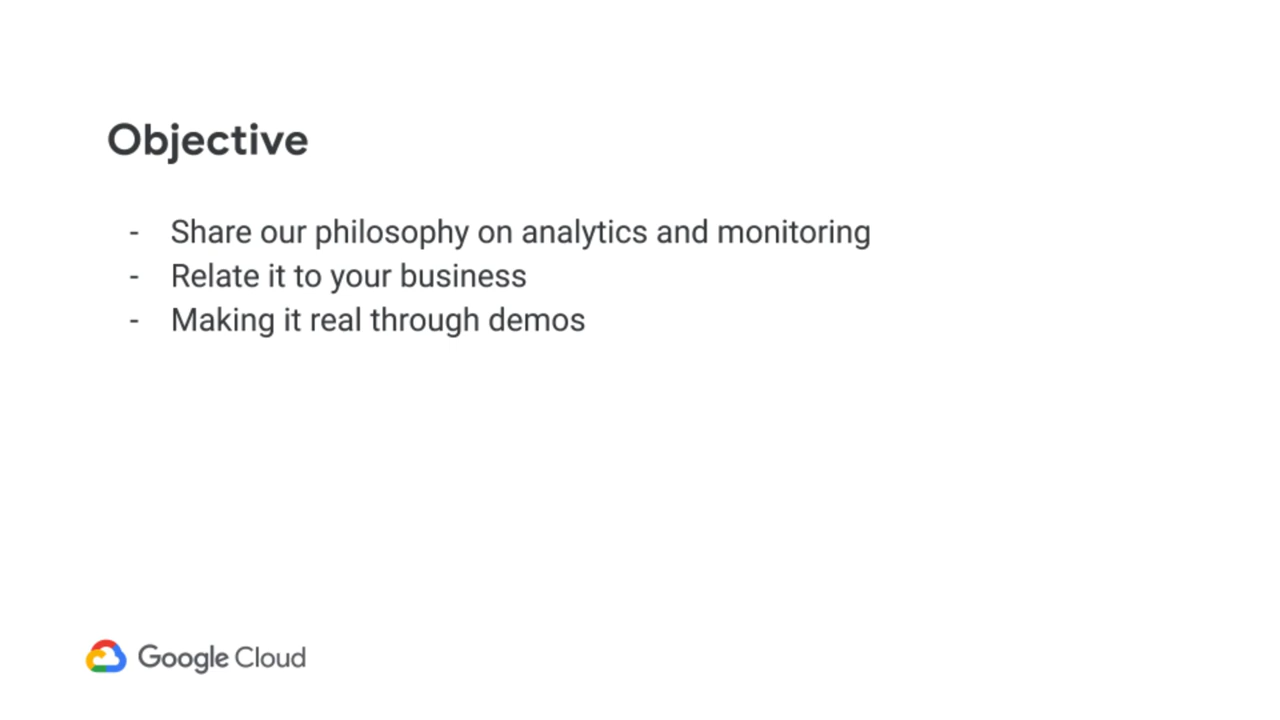 Objective
- Share our philosophy on analytics and monitoring
- Relate it to your business
- Making it real through demos
Google Cloud